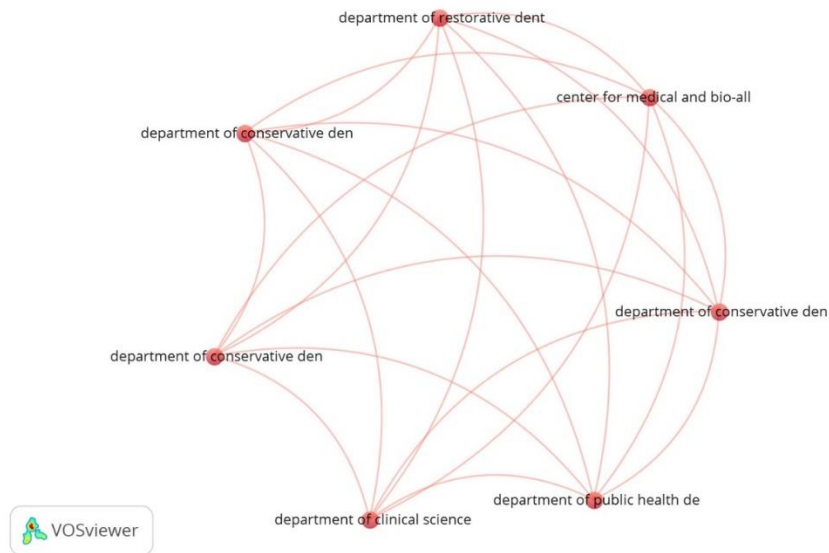 department of restorative dent
center for medical and bio-all
department of conservative den
department of conservative den
department of conservative den
department of public health de
department of clinical science
VOSviewer